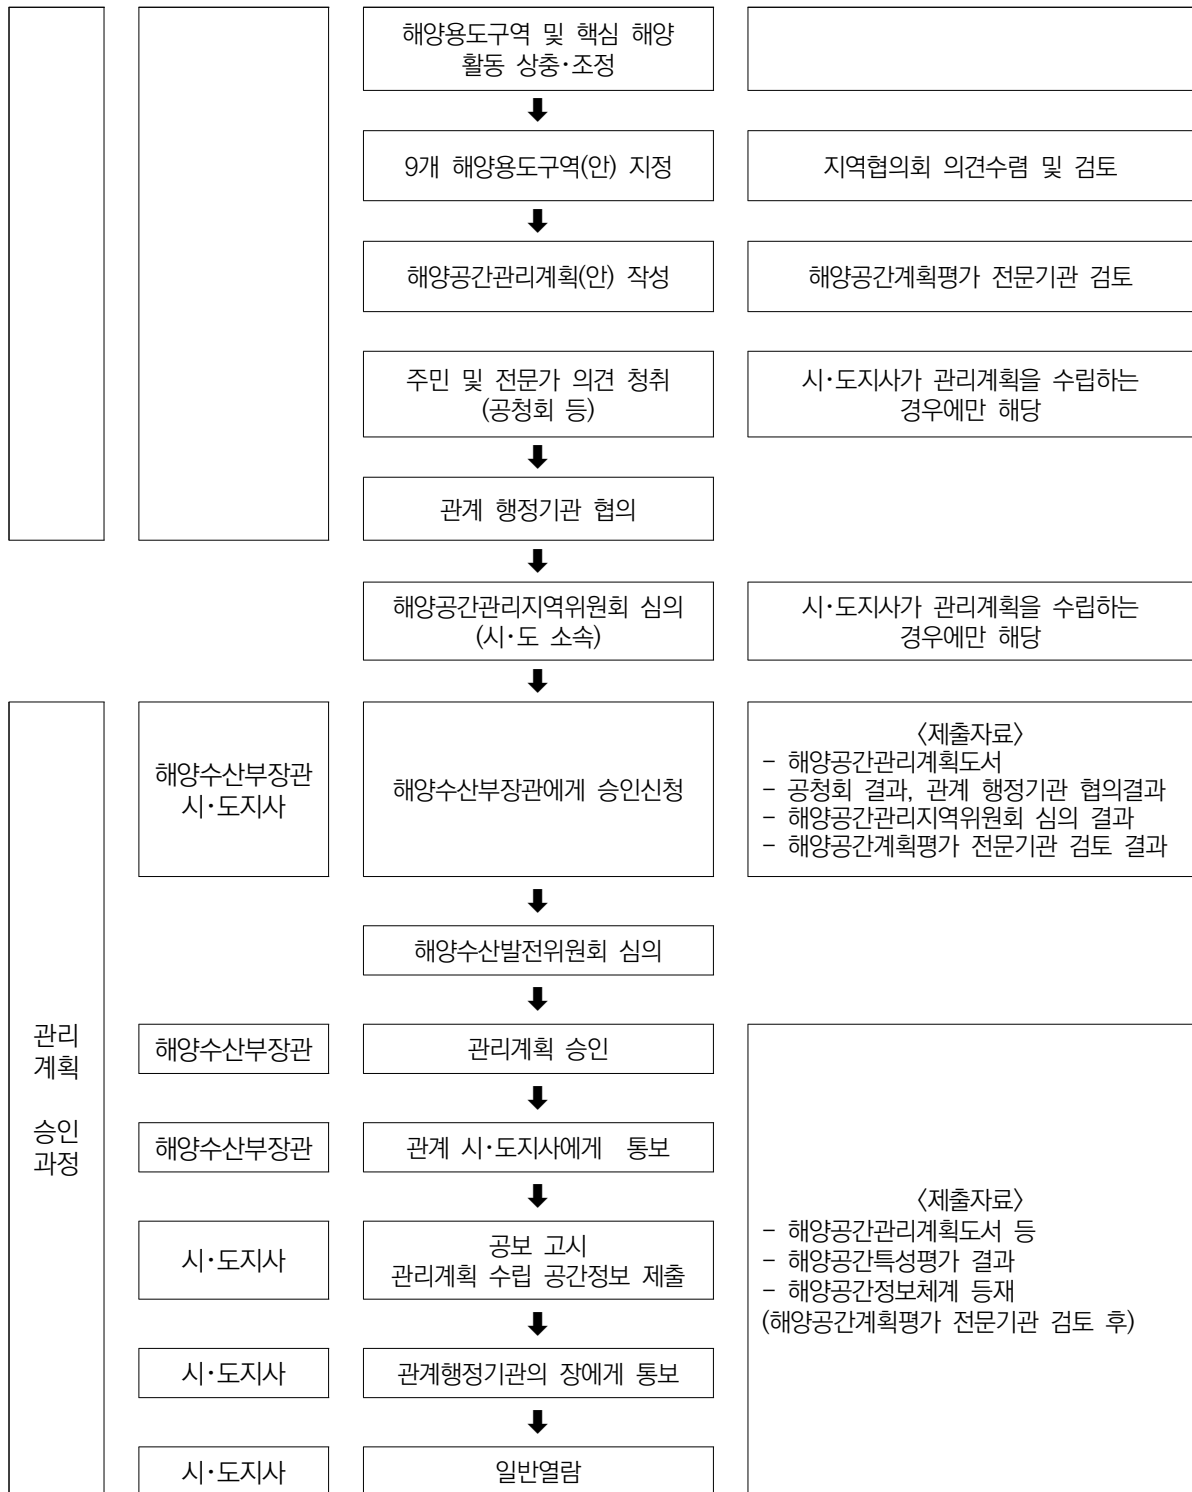 해양용도구역 및 핵심 해양
활동 상충·조정
9개 해양용도구역(안) 지정
지역협의회 의견수렴 및 검토
해양공간관리계획(안) 작성
해양공간계획평가 전문기관 검토
주민 및 전문가 의견 청취
(공청회 등)
시·도지사가 관리계획을 수립하는
경우에만 해당
관계 행정기관 협의
해양공간관리지역위원회 심의
(시·도 소속)
시·도지사가 관리계획을 수립하는
경우에만 해당
관리
계획
승인
과정
해양수산부장관
시·도지사
해양수산부장관에게 승인신청
〈제출자료〉
- 해양공간관리계획도서
- 공청회 결과, 관계 행정기관 협의결과
- 해양공간관리지역위원회 심의 결과
- 해양공간계획평가 전문기관 검토 결과
해양수산발전위원회 심의
해양수산부장관
관리계획 승인
해양수산부장관
관계 시·도지사에게 통보
시·도지사
공보 고시
관리계획 수립 공간정보 제출
〈제출자료〉
- 해양공간관리계획도서 등
- 해양공간특성평가 결과
- 해양공간정보체계 등재
(해양공간계획평가 전문기관 검토 후)
시·도지사
관계행정기관의 장에게 통보
시·도지사
일반열람